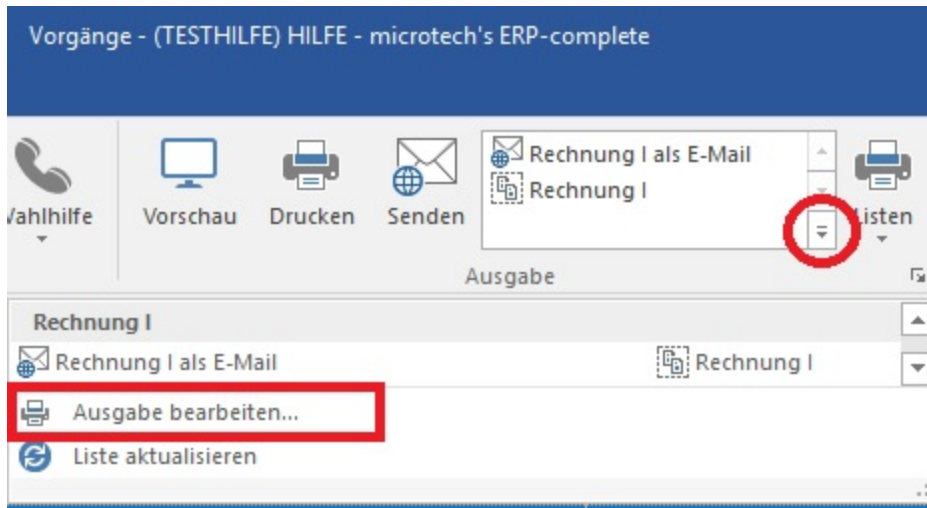 Vorgänge - (TESTHILFE) HILFE - microtech's ERP-complete
Rechnung I als E-Mail
Rechnung I
Vorschau Drucken Senden Listen
Ausgabe
Rechnung I
Rechnung I als E-Mail Rechnung I
Ausgabe bearbeiten...
Liste aktualisieren